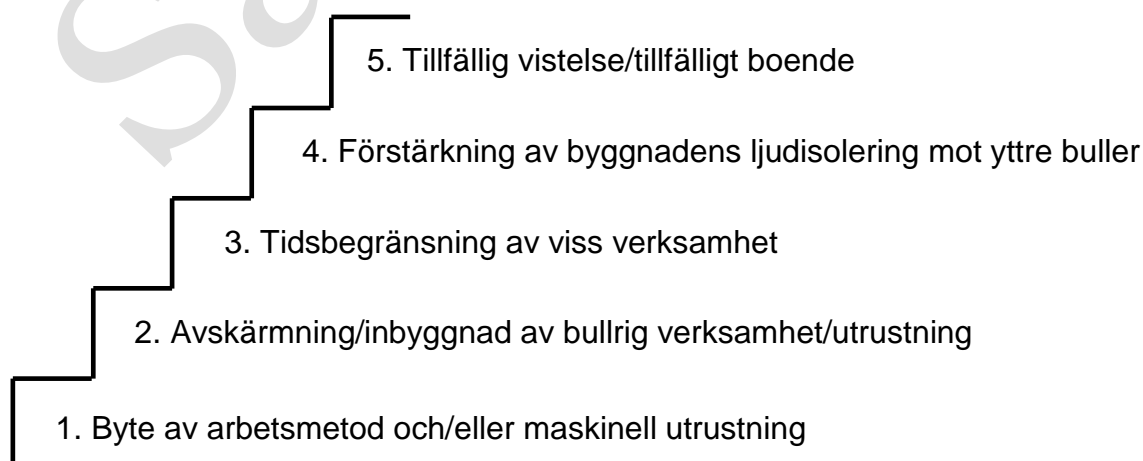 5. Tillfällig vistelse/tillfälligt boende
4. Förstärkning av byggnadens ljudisolering mot yttre buller
3. Tidsbegränsning av viss verksamhet
2. Avskärmning/inbyggnad av bullrig verksamhet/utrustning
1. Byte av arbetsmetod och/eller maskinell utrustning